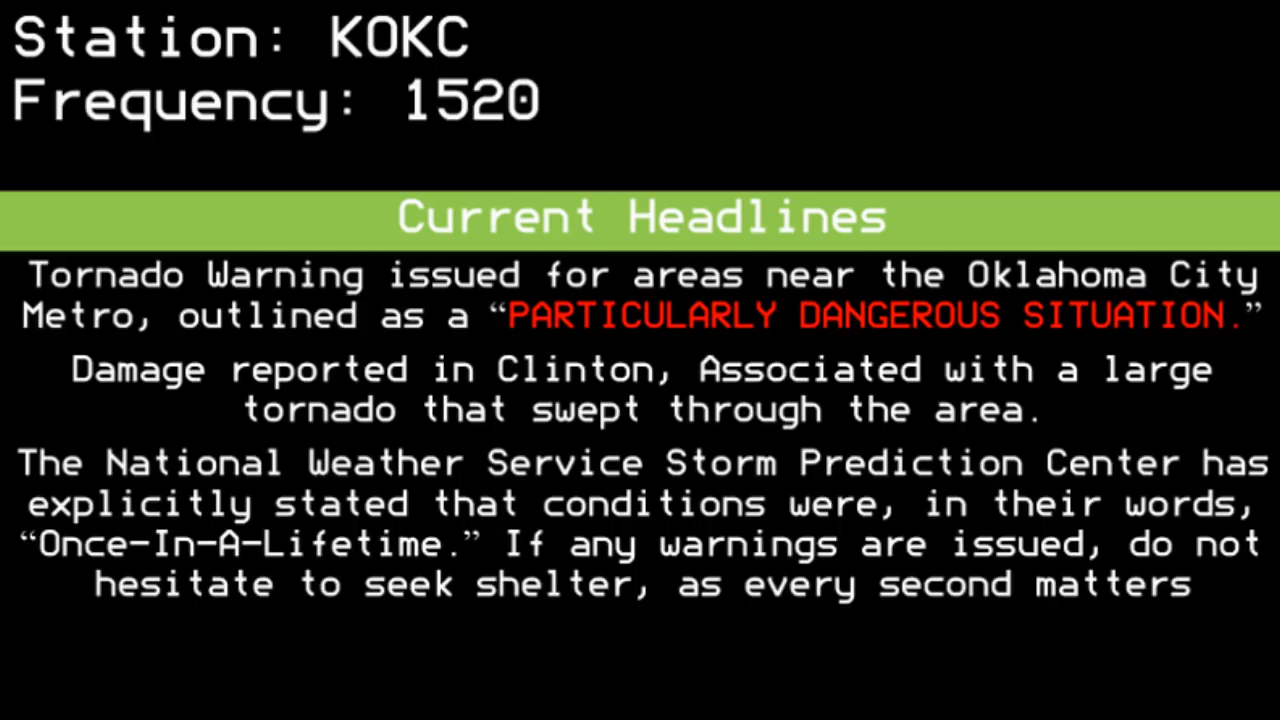 Station: KOKC
Frequency: 1520
Current Headlines
Tornado Warning issued for areas near the Oklahoma City
Metro, outlined as a “PARTICULARLY DANGEROUS SITUATION.”
Damage reported in Clinton, Associated with a large
tornado that swept through the area.
The National Weather Service Storm Prediction Center has
explicitly stated that conditions were, in their words,
“Once-In-A-Lifetime.” If any warnings are issued, do not
hesitate to seek shelter, as every second matters